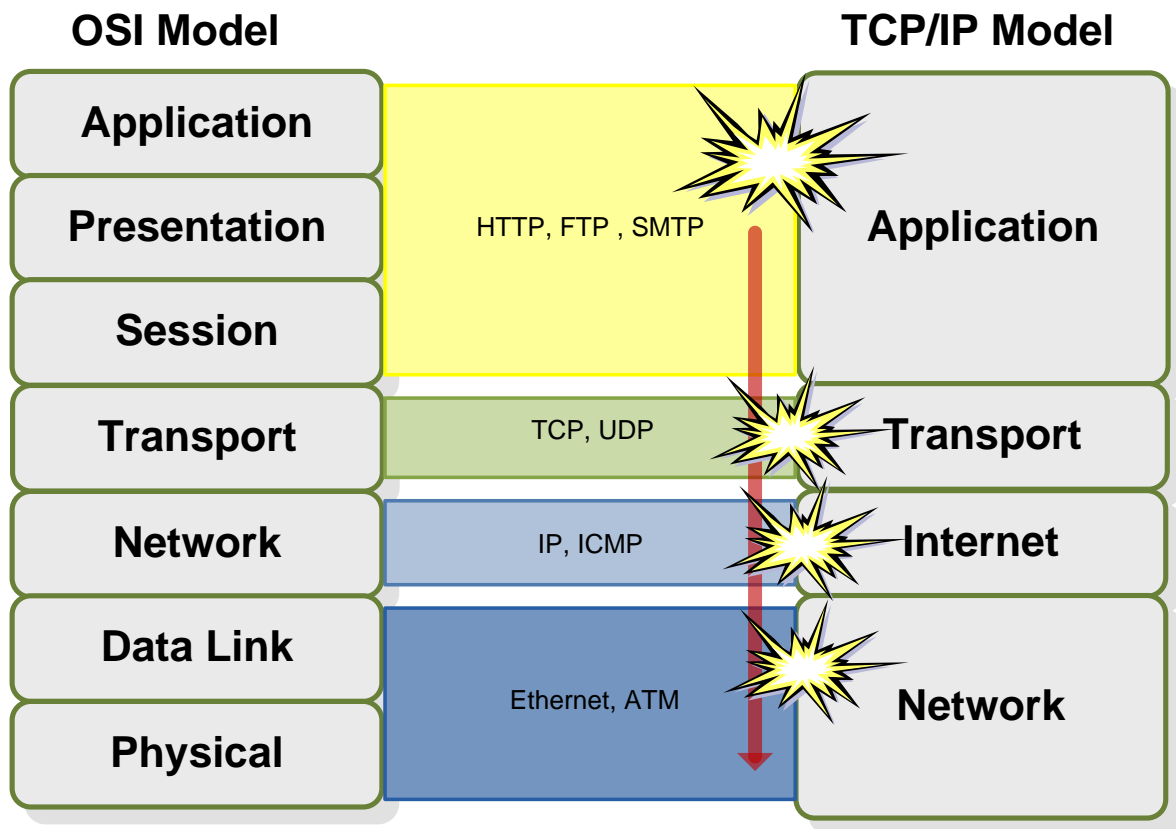 OSI Model
TCP/IP Model
Application
Presentation
Session
Transport
Network
Data Link
Physical
HTTP, FTP , SMTP
TCP, UDP
IP, ICMP
Ethernet, ATM
Application
Transport
Internet
Network